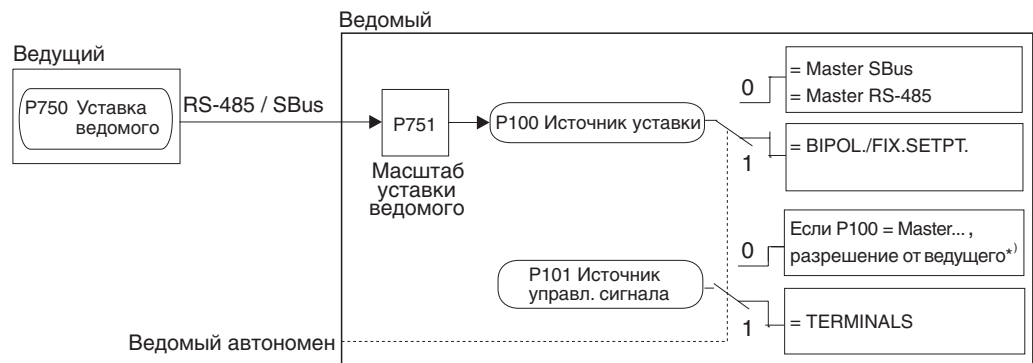 Ведомый
Ведущий
P750 Уставка
ведомого
RS-485 / SBus
P751
Масштаб
уставки
ведомого
P100 Источник уставки
0
= Master SBus
= Master RS-485
1
= BIPOL./FIX.SETPT.
P101 Источник
управл. сигнала
0
Если P100 = Master... ,
разрешение от ведущего*)
1
= TERMINALS
Ведомый автономен